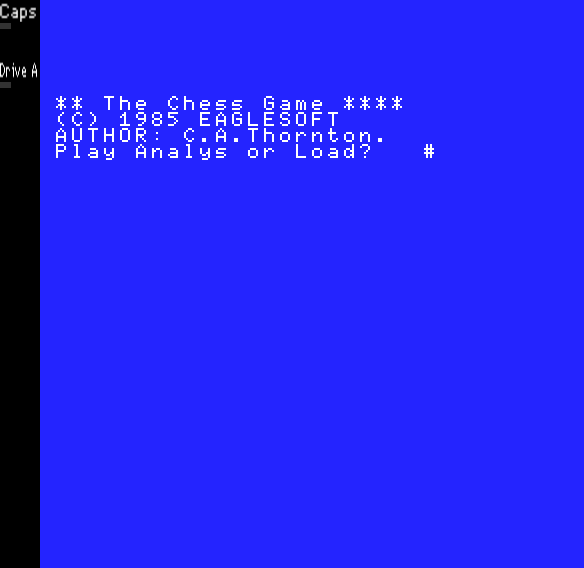 Caps
Drive A
** The Chess Game ****
(C) 1985 EAGLESOFT
AUTHOR: C.A.Thornton.
Play Analys or Load?   #